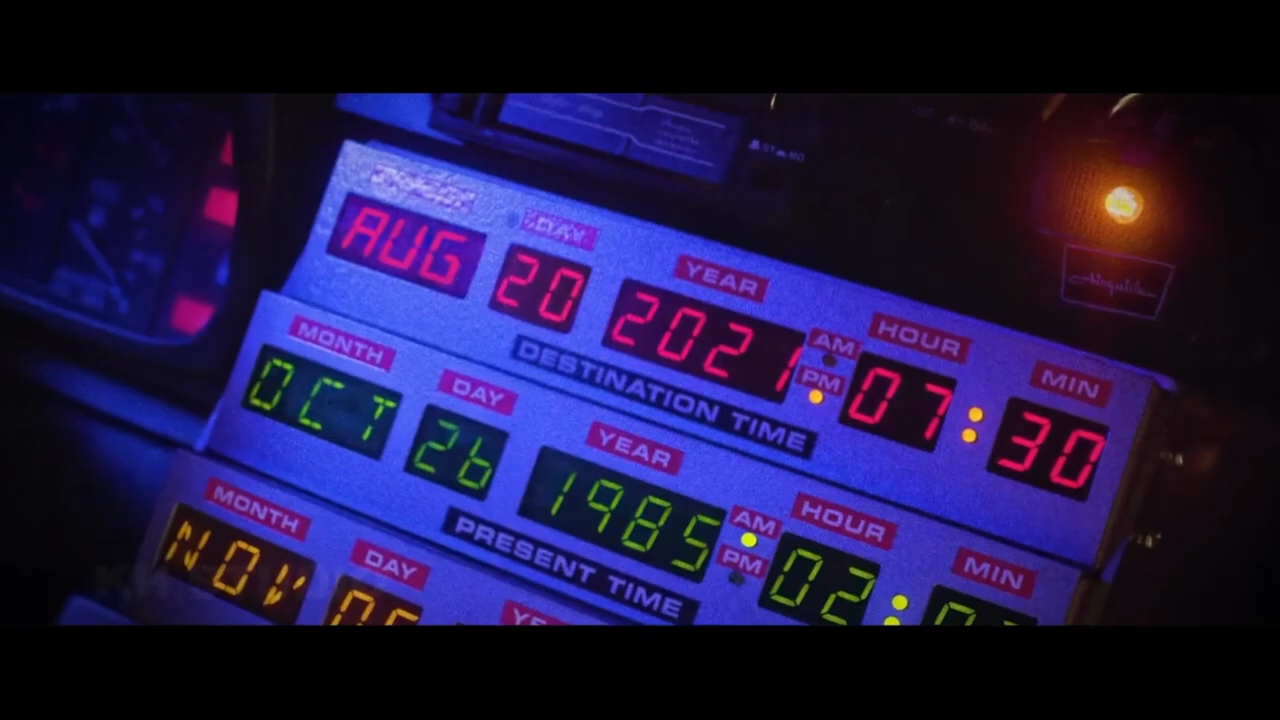 DAY
YEAR
HOUR
MIN
AUG 20 2021 AM PM 07:30
DESTINATION TIME
MONTH DAY YEAR HOUR MIN
OCT 26 1985 AM PM 02:
PRESENT TIME
MONTH DAY
NOV